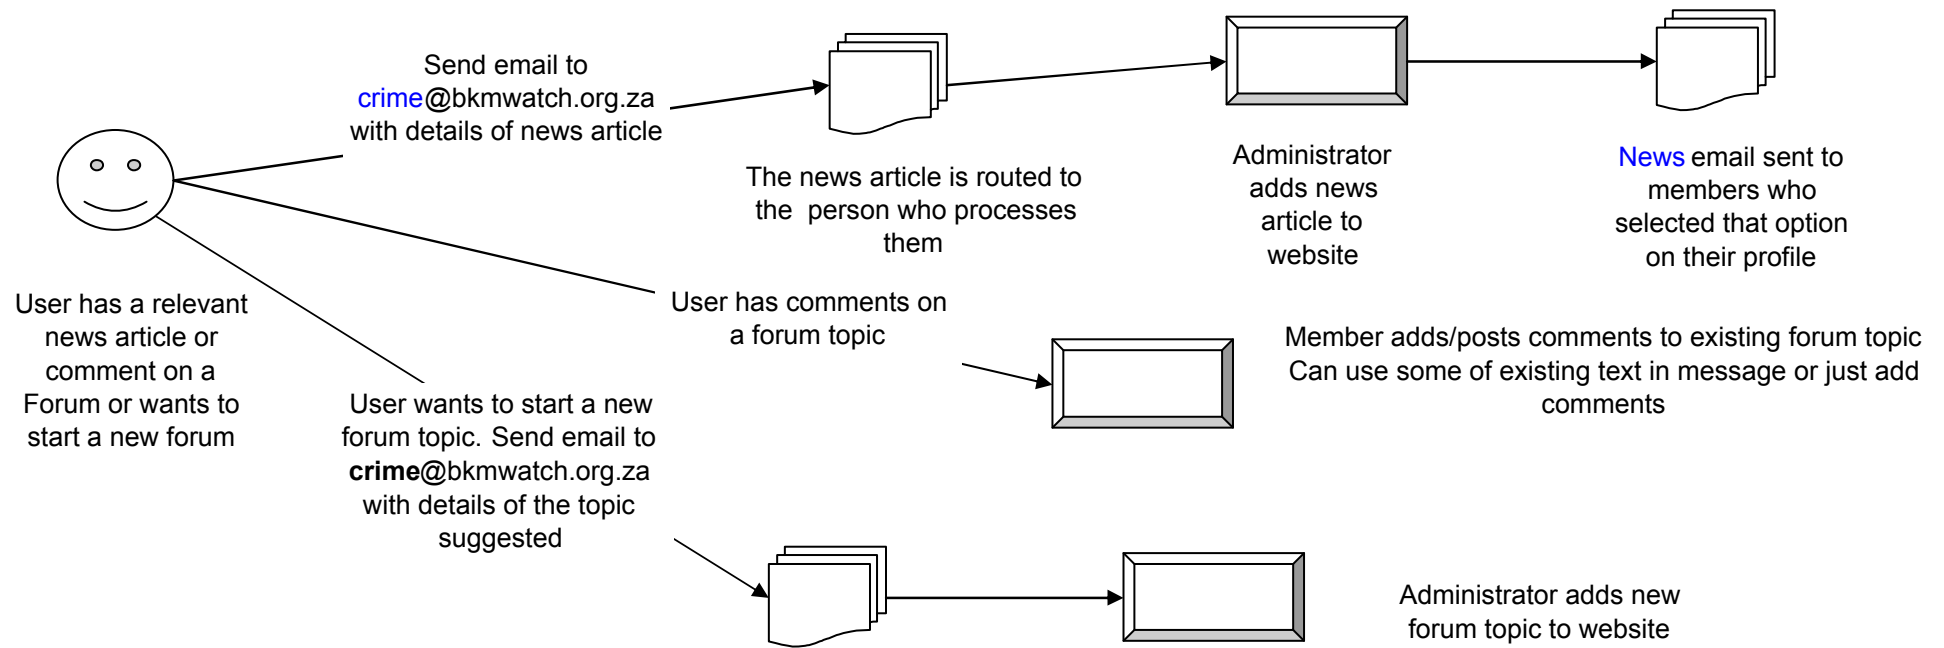 Send email to
crime@bkmwatch.org.za
with details of news article
The news article is routed to
the person who processes
them
Administrator
adds news
article to
website
News email sent to
members who
selected that option
on their profile
User has a relevant
news article or
comment on a
Forum or wants to
start a new forum
User has comments on
a forum topic
Member adds/posts comments to existing forum topic
Can use some of existing text in message or just add
comments
User wants to start a new
forum topic. Send email to
crime@bkmwatch.org.za
with details of the topic
suggested
Administrator adds new
forum topic to website